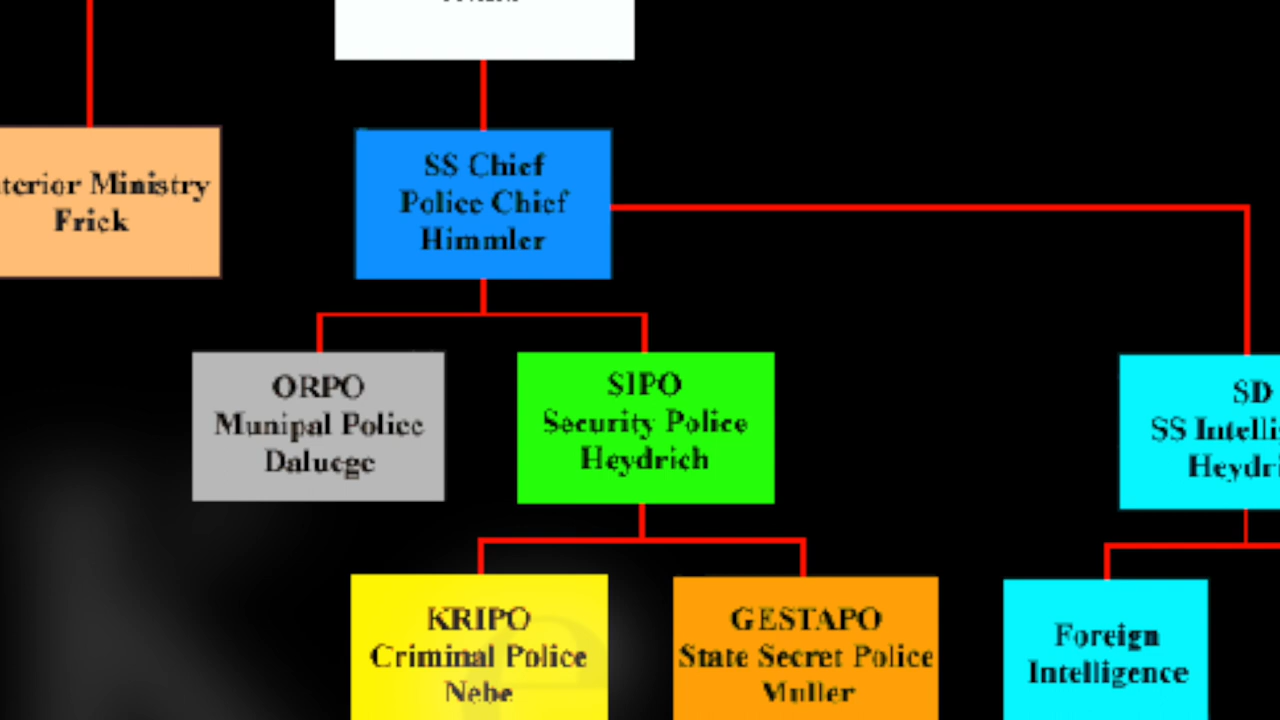 terior Ministry
Frick
SS Chief
Police Chief
Himmler
ORPO
Munipal Police
Daluege
SIPO
Security Police
Heydrich
SD
SS Intelli
Heydri
KRIPO
Criminal Police
Nebe
GESTAPO
State Secret Police
Muller
Foreign
Intelligence